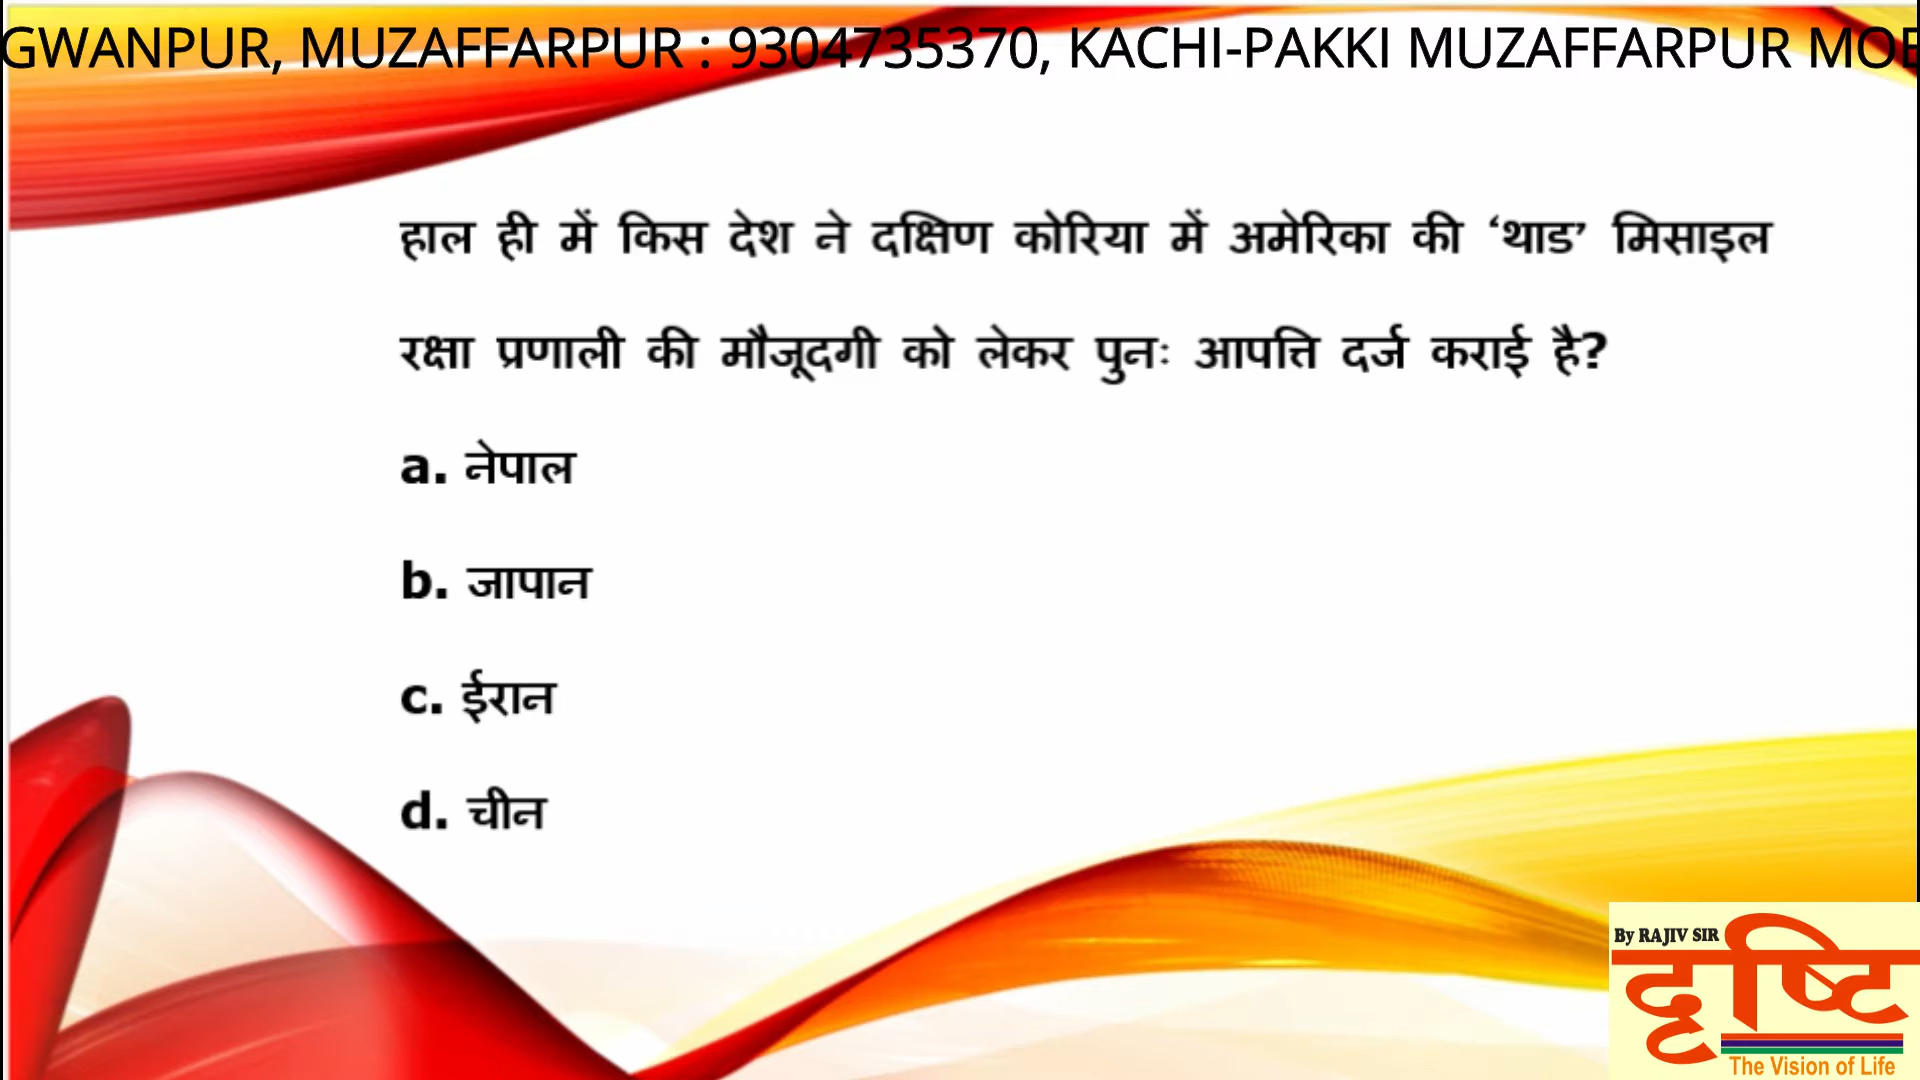 GWANPUR, MUZAFFARPUR : 9304735370, KACHI-PAKKI MUZAFFARPUR MOB
हाल ही में किस देश ने दक्षिण कोरिया में अमेरिका की ‘थाड’ मिसाइल
रक्षा प्रणाली की मौजूदगी को लेकर पुनः आपत्ति दर्ज कराई है?
a. नेपाल
b. जापान
c. ईरान
d. चीन
By RAJIV SIR
दृष्टि
The Vision of Life